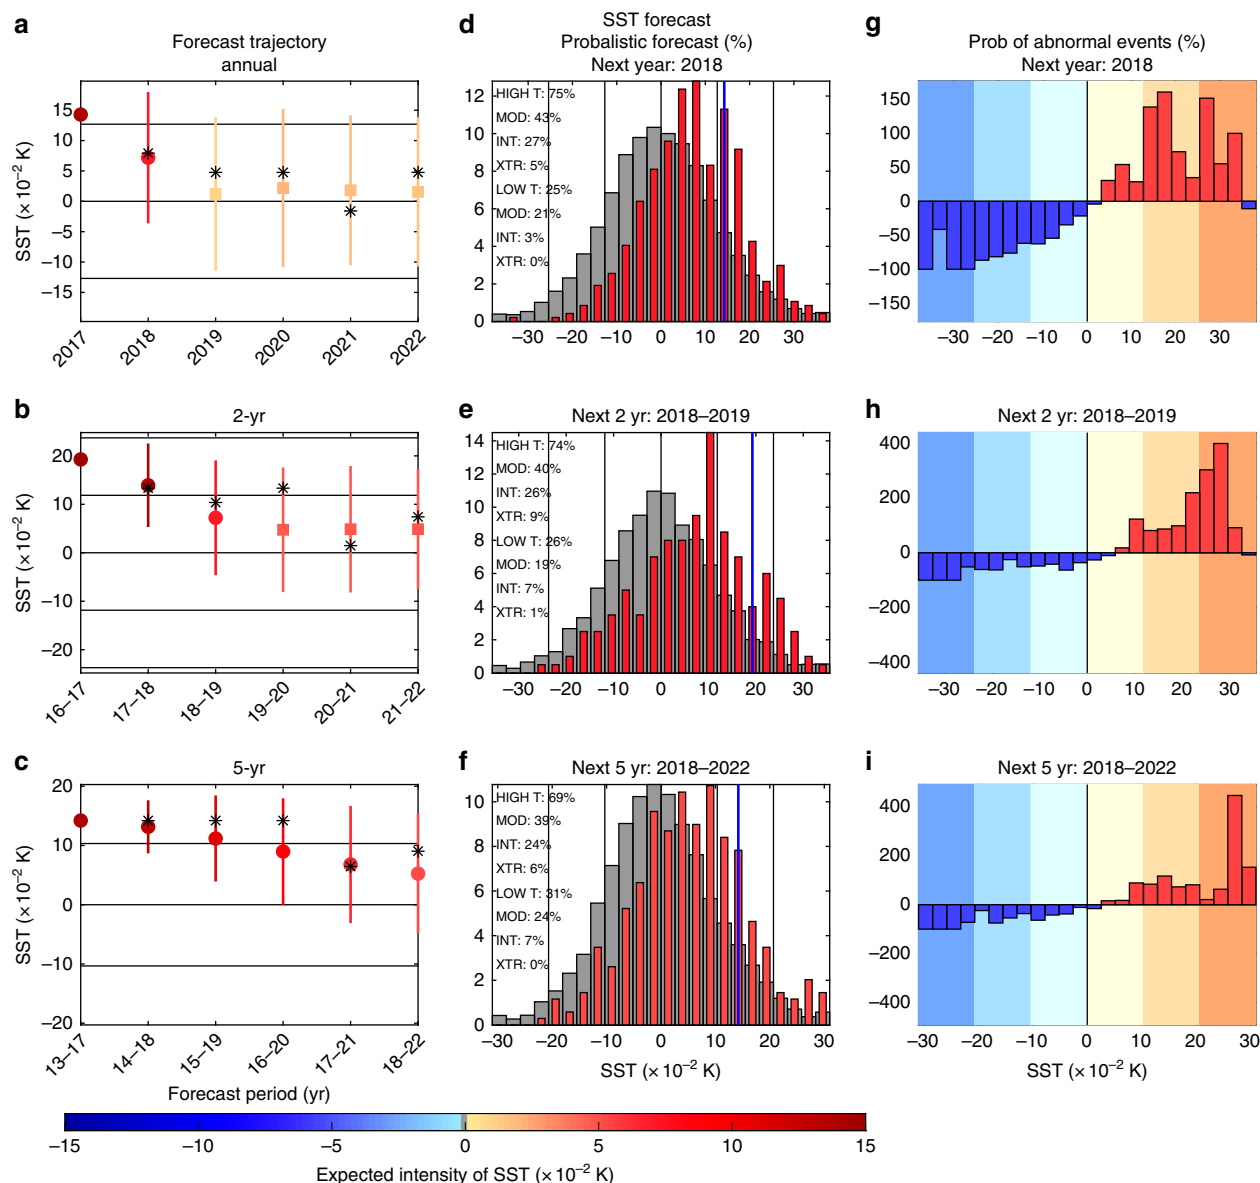 a
Forecast trajectory
annual
SST (× 10⁻² K)
15
10
5
0
−5
−10
−15
2017
2018
2019
2020
2021
2022
d
SST forecast
Probalistic forecast (%)
Next year: 2018
12
10
8
6
4
2
0
HIGH T: 75%
MOD: 43%
INT: 27%
XTR: 5%
LOW T: 25%
MOD: 21%
INT: 3%
XTR: 0%
−30 −20 −10 0 10 20 30
g
Prob of abnormal events (%)
Next year: 2018
150
100
50
0
−50
−100
−150
−30 −20 −10 0 10 20 30
b
2-yr
SST (× 10⁻² K)
20
10
0
−10
−20
16–17
17–18
18–19
19–20
20–21
21–22
e
Next 2 yr: 2018–2019
14
12
10
8
6
4
2
0
HIGH T: 74%
MOD: 40%
INT: 26%
XTR: 9%
LOW T: 26%
MOD: 19%
INT: 7%
XTR: 1%
−30 −20 −10 0 10 20 30
h
Next 2 yr: 2018–2019
400
200
0
−200
−400
−30 −20 −10 0 10 20 30
c
5-yr
SST (× 10⁻² K)
20
10
0
−10
−20
13–17
14–18
15–19
16–20
17–21
18–22
Forecast period (yr)
f
Next 5 yr: 2018–2022
10
8
6
4
2
0
HIGH T: 69%
MOD: 39%
INT: 24%
XTR: 6%
LOW T: 31%
MOD: 24%
INT: 7%
XTR: 0%
−30 −20 −10 0 10 20 30
SST (× 10⁻² K)
i
Next 5 yr: 2018–2022
400
200
0
−200
−400
−30 −20 −10 0 10 20 30
SST (× 10⁻² K)
−15 −10 −5 0 5 10 15
Expected intensity of SST (× 10⁻² K)